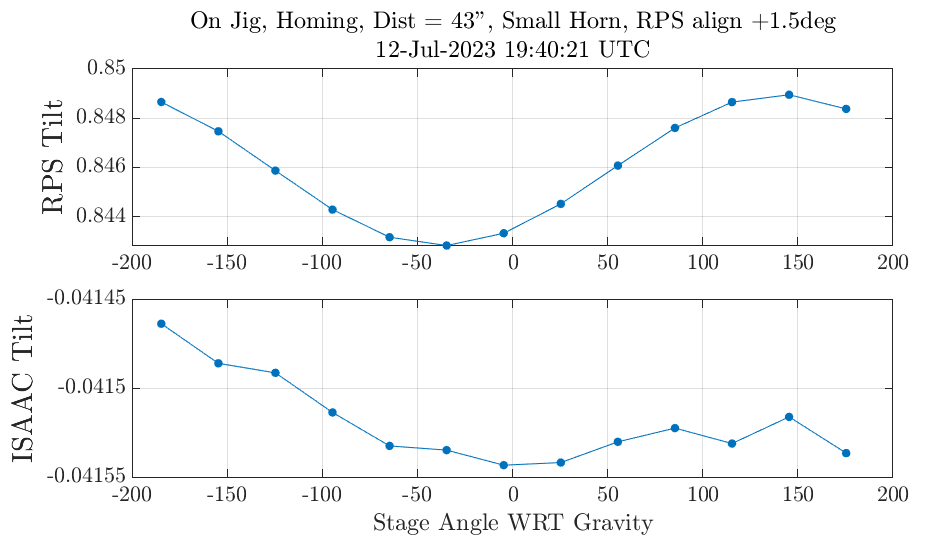 On Jig, Homing, Dist = 43”, Small Horn, RPS align +1.5deg
12-Jul-2023 19:40:21 UTC
RPS Tilt
0.85
0.848
0.846
0.844
-200 -150 -100 -50 0 50 100 150 200
ISAAC Tilt
-0.04145
-0.0415
-0.04155
-200 -150 -100 -50 0 50 100 150 200
Stage Angle WRT Gravity